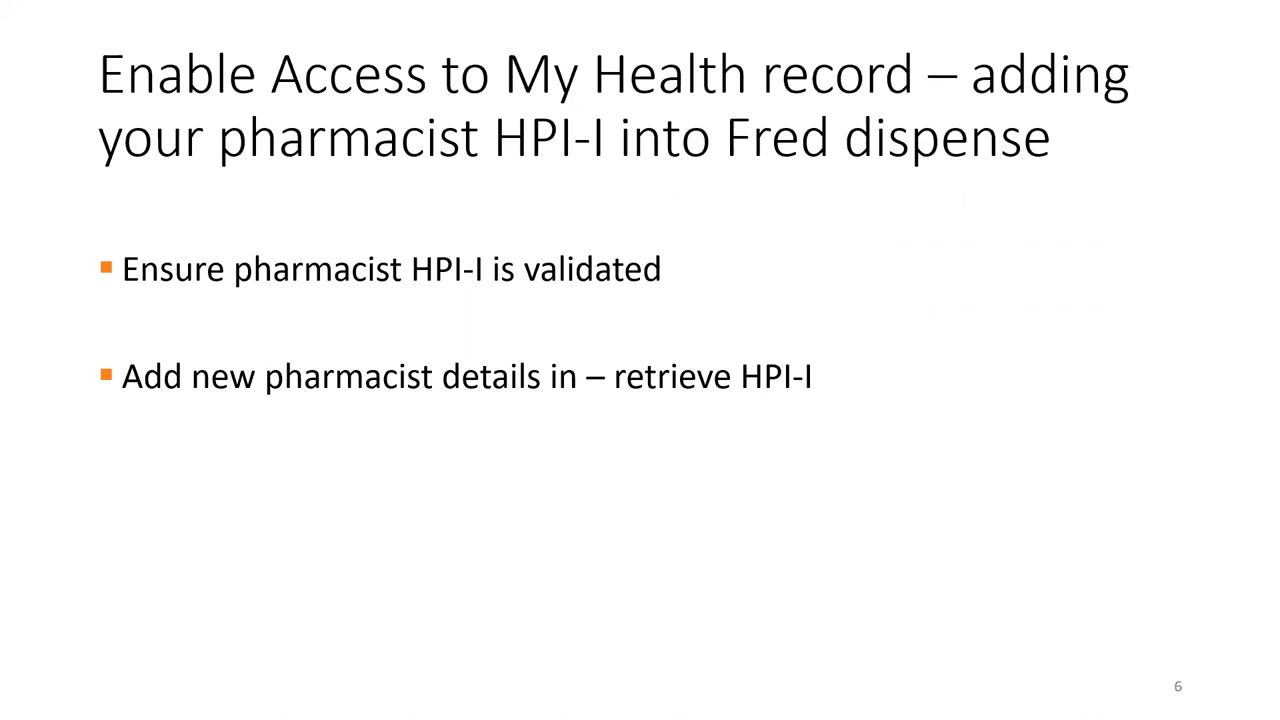 Enable Access to My Health record – adding
your pharmacist HPI-I into Fred dispense
▪ Ensure pharmacist HPI-I is validated
▪ Add new pharmacist details in – retrieve HPI-I
6